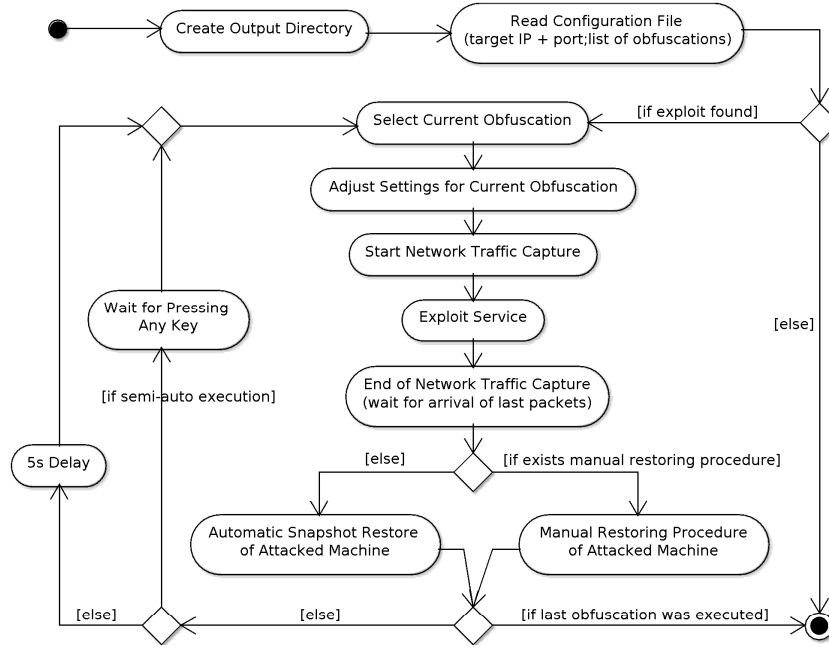 Create Output Directory
Read Configuration File
(target IP + port;list of obfuscations)
Select Current Obfuscation
[if exploit found]
Adjust Settings for Current Obfuscation
Start Network Traffic Capture
Wait for Pressing
Any Key
Exploit Service
[else]
End of Network Traffic Capture
(wait for arrival of last packets)
[if semi-auto execution]
5s Delay
[else]
[if exists manual restoring procedure]
Automatic Snapshot Restore
of Attacked Machine
Manual Restoring Procedure
of Attacked Machine
[else]
[else]
[if last obfuscation was executed]